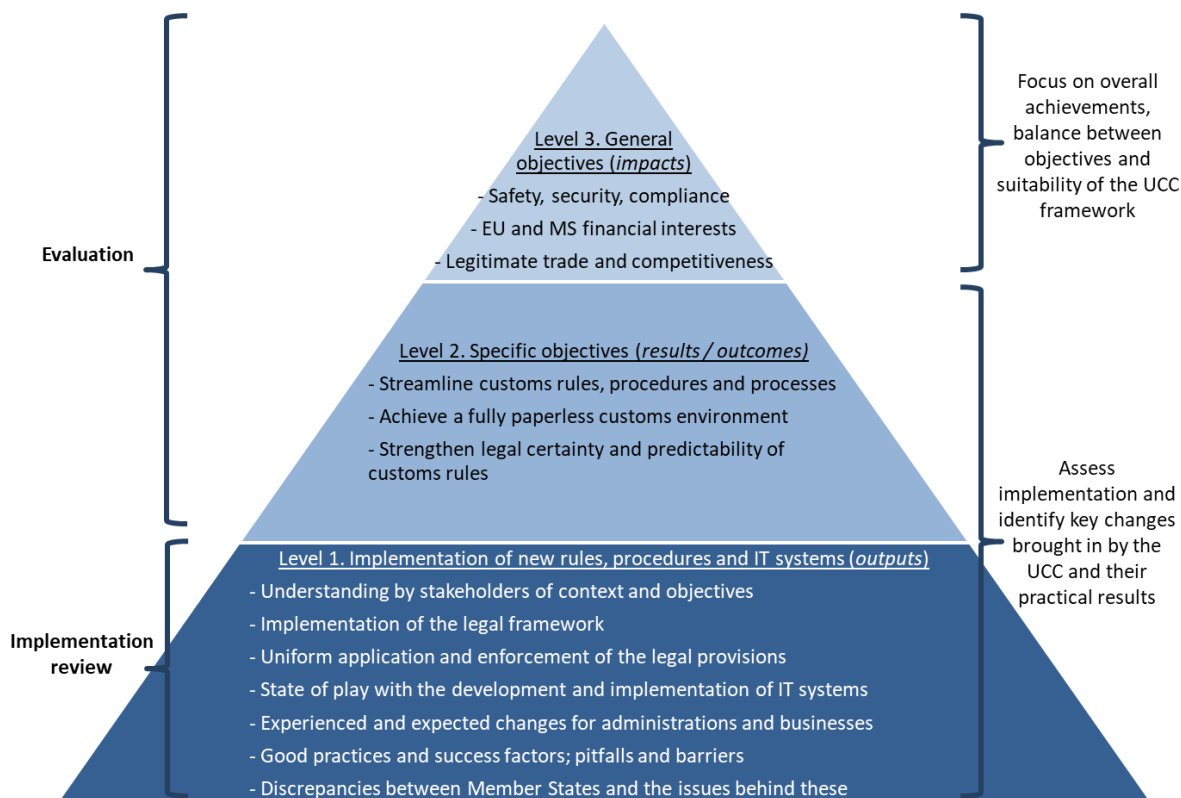 Level 3. General
objectives (impacts)
- Safety, security, compliance
- EU and MS financial interests
- Legitimate trade and competitiveness
Focus on overall
achievements,
balance between
objectives and
suitability of the UCC
framework
Evaluation
Level 2. Specific objectives (results / outcomes)
- Streamline customs rules, procedures and processes
- Achieve a fully paperless customs environment
- Strengthen legal certainty and predictability of
customs rules
Assess
implementation and
identify key changes
brought in by the
UCC and their
practical results
Implementation
review
Level 1. Implementation of new rules, procedures and IT systems (outputs)
- Understanding by stakeholders of context and objectives
- Implementation of the legal framework
- Uniform application and enforcement of the legal provisions
- State of play with the development and implementation of IT systems
- Experienced and expected changes for administrations and businesses
- Good practices and success factors; pitfalls and barriers
- Discrepancies between Member States and the issues behind these